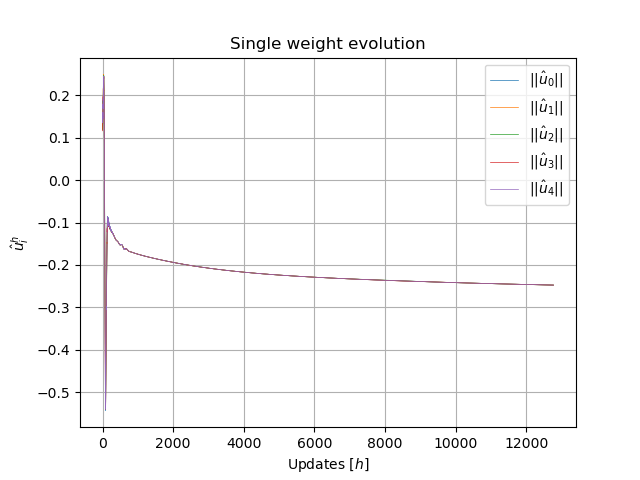 Single weight evolution
0.2
0.1
0.0
−0.1
−0.2
−0.3
−0.4
−0.5
û_i^h
||û_0||
||û_1||
||û_2||
||û_3||
||û_4||
0 2000 4000 6000 8000 10000 12000
Updates [h]